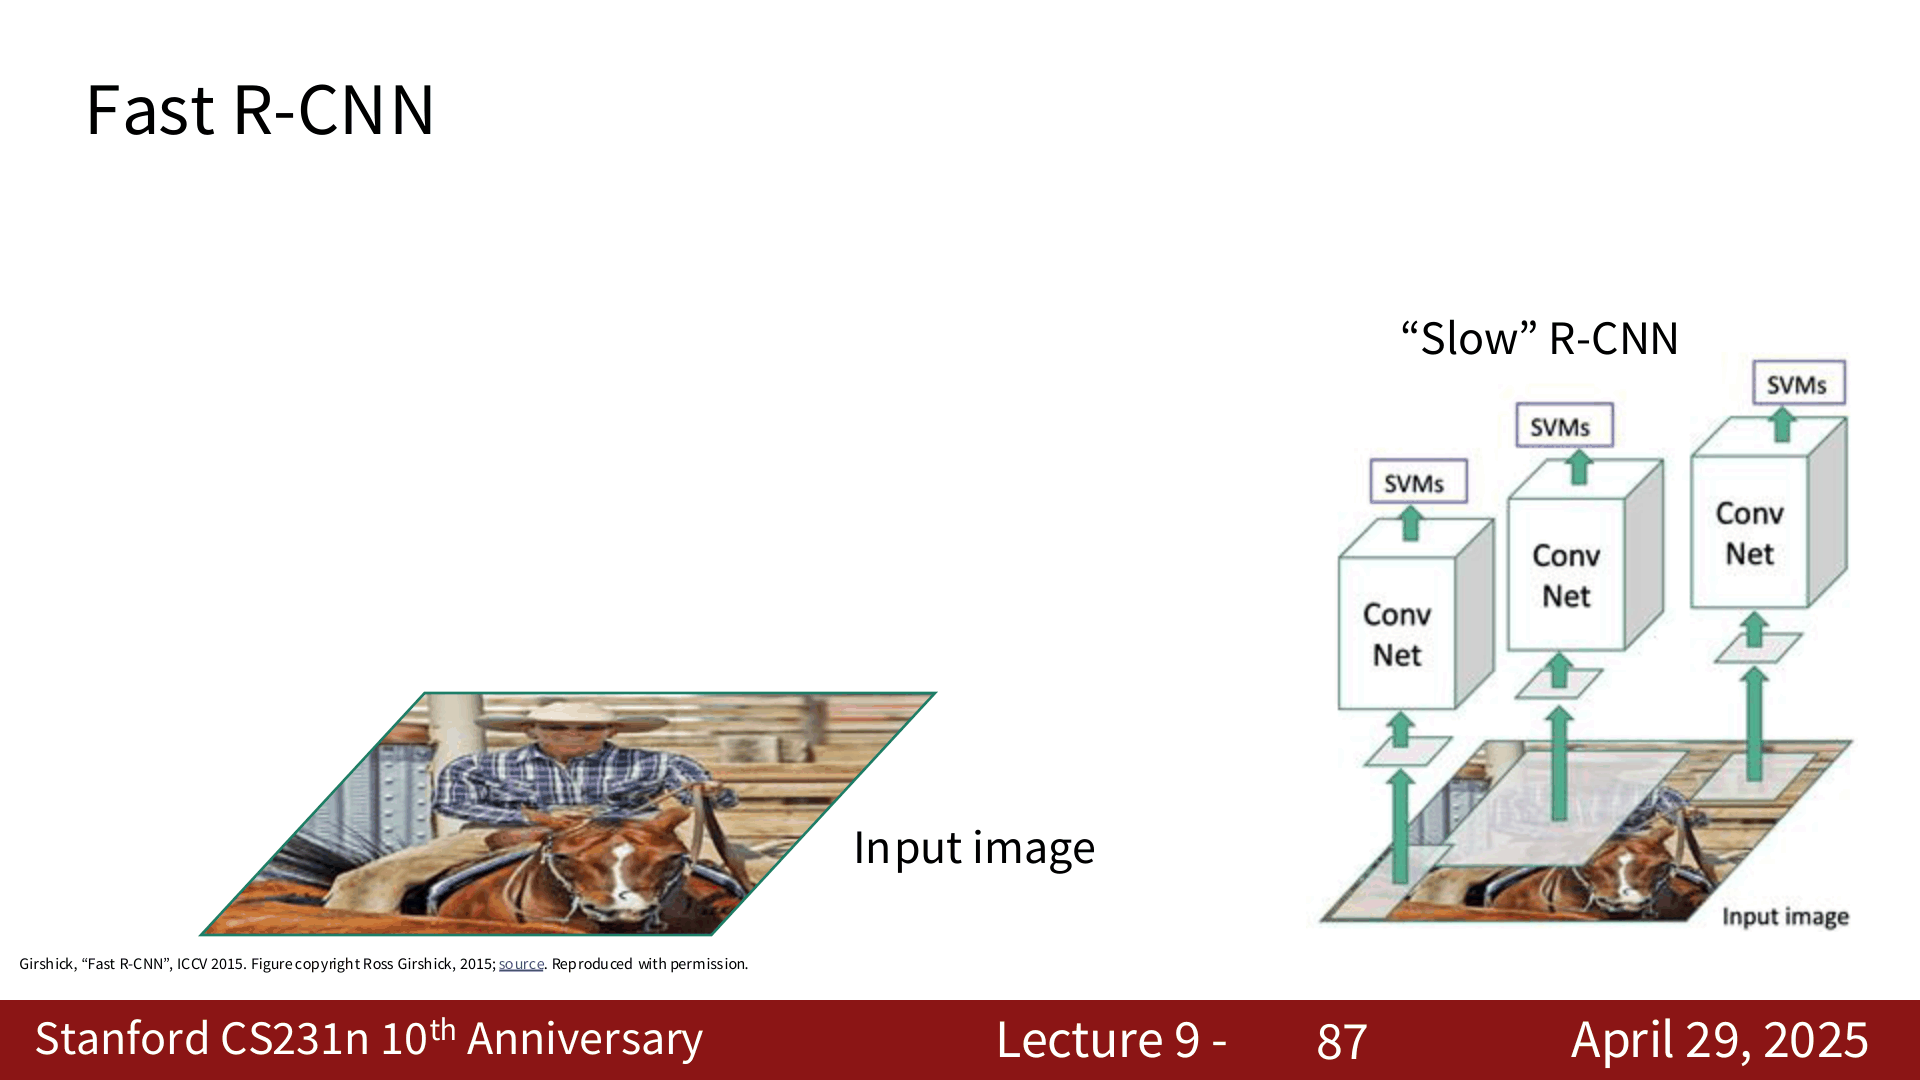 Fast R-CNN
“Slow” R-CNN
SVMs
SVMs
SVMs
Conv
Net
Conv
Net
Conv
Net
Input image
Input image
Girshick, “Fast R-CNN”, ICCV 2015. Figure copyright Ross Girshick, 2015; source. Reproduced with permission.
Stanford CS231n 10th Anniversary
Lecture 9 - 87
April 29, 2025